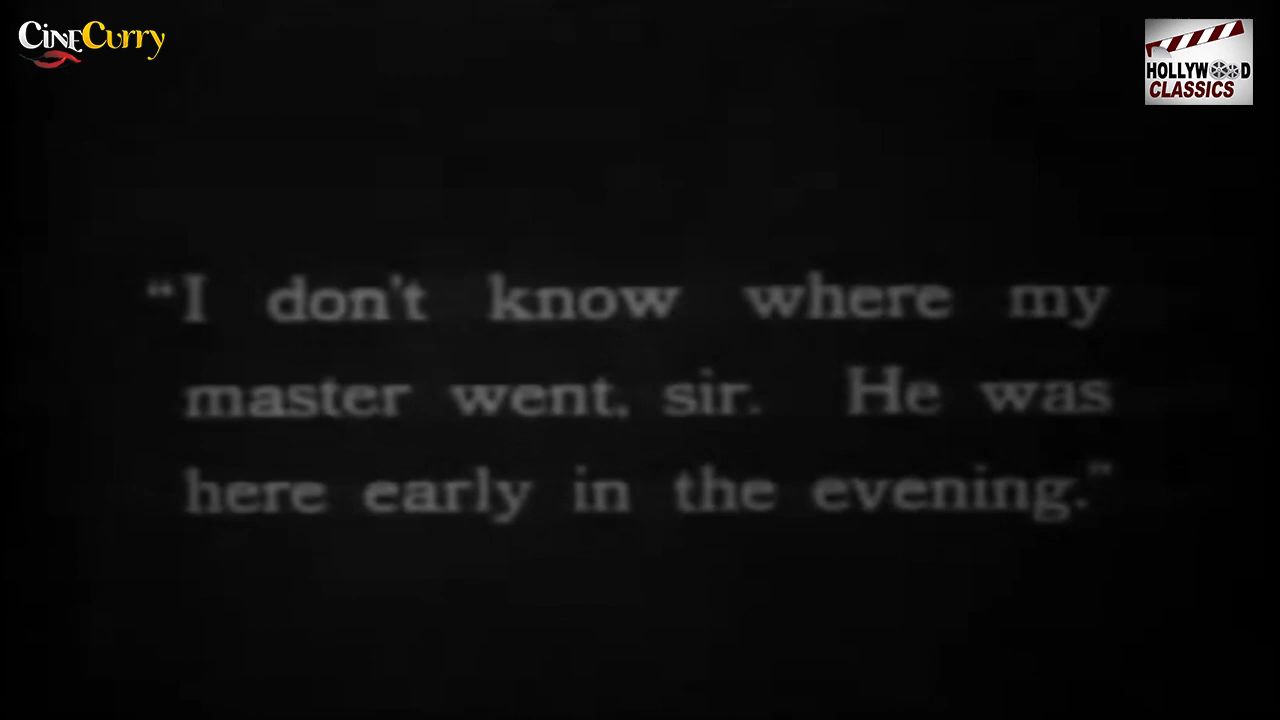 CINECURRY
HOLLYWOOD
CLASSICS
“I don't know where my
master went, sir. He was
here early in the evening.”